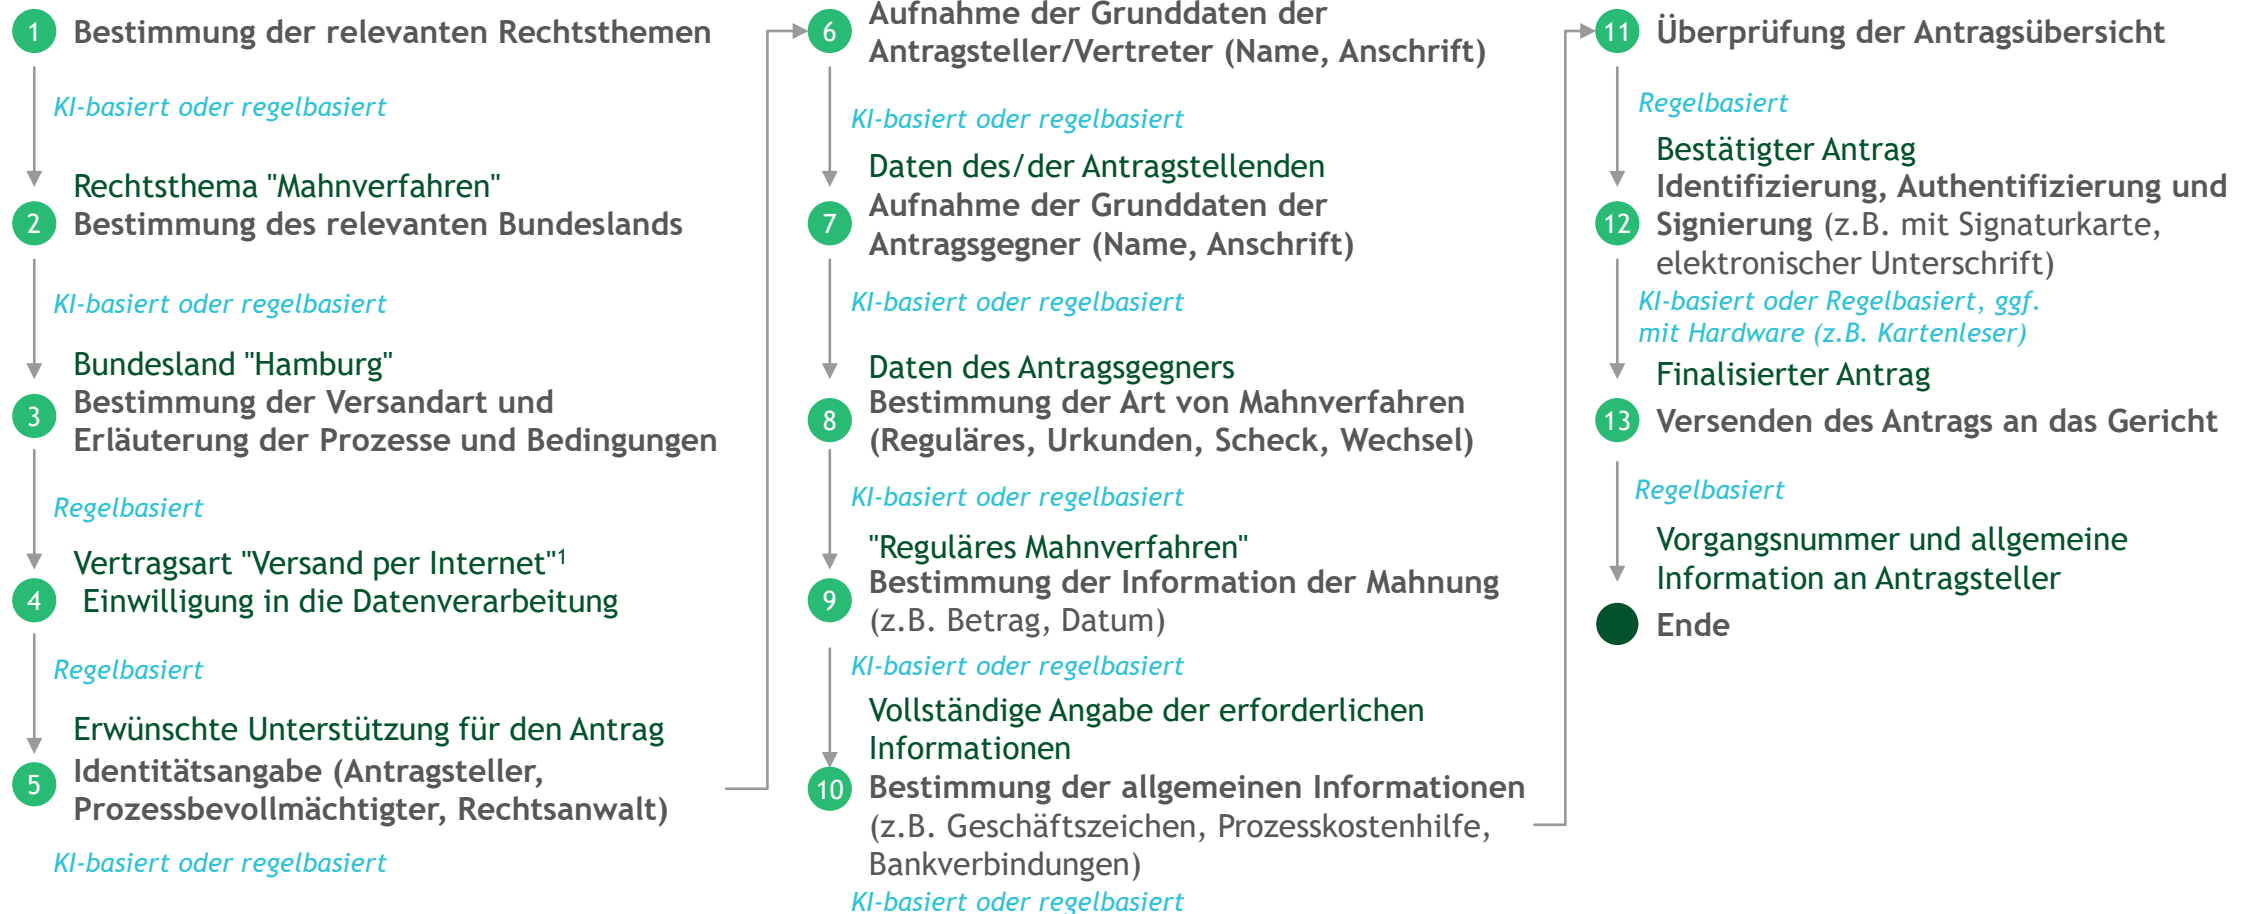 1 Bestimmung der relevanten Rechtsthemen
KI-basiert oder regelbasiert
Rechtsthema "Mahnverfahren"
2 Bestimmung des relevanten Bundeslands
KI-basiert oder regelbasiert
Bundesland "Hamburg"
3 Bestimmung der Versandart und
Erläuterung der Prozesse und Bedingungen
Regelbasiert
Vertragsart "Versand per Internet"¹
4 Einwilligung in die Datenverarbeitung
Regelbasiert
Erwünschte Unterstützung für den Antrag
5 Identitätsangabe (Antragsteller,
Prozessbevollmächtigter, Rechtsanwalt)
KI-basiert oder regelbasiert
6 Aufnahme der Grunddaten der
Antragsteller/Vertreter (Name, Anschrift)
KI-basiert oder regelbasiert
Daten des/der Antragstellenden
7 Aufnahme der Grunddaten der
Antragsgegner (Name, Anschrift)
KI-basiert oder regelbasiert
Daten des Antragsgegners
8 Bestimmung der Art von Mahnverfahren
(Reguläres, Urkunden, Scheck, Wechsel)
KI-basiert oder regelbasiert
"Reguläres Mahnverfahren"
9 Bestimmung der Information der Mahnung
(z.B. Betrag, Datum)
KI-basiert oder regelbasiert
Vollständige Angabe der erforderlichen
Informationen
10 Bestimmung der allgemeinen Informationen
(z.B. Geschäftszeichen, Prozesskostenhilfe,
Bankverbindungen)
KI-basiert oder regelbasiert
11 Überprüfung der Antragsübersicht
Regelbasiert
Bestätigter Antrag
Identifizierung, Authentifizierung und
12 Signierung (z.B. mit Signaturkarte,
elektronischer Unterschrift)
KI-basiert oder Regelbasiert, ggf.
mit Hardware (z.B. Kartenleser)
Finalisierter Antrag
13 Versenden des Antrags an das Gericht
Regelbasiert
Vorgangsnummer und allgemeine
Information an Antragsteller
Ende